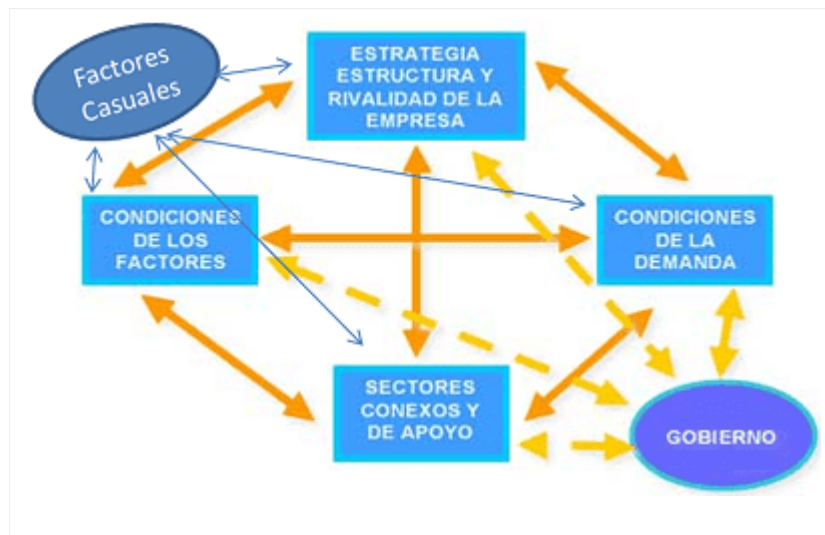 Factores
Casuales
ESTRATEGIA
ESTRUCTURA Y
RIVALIDAD DE LA
EMPRESA
CONDICIONES
DE LOS
FACTORES
CONDICIONES
DE LA
DEMANDA
SECTORES
CONEXOS Y
DE APOYO
GOBIERNO